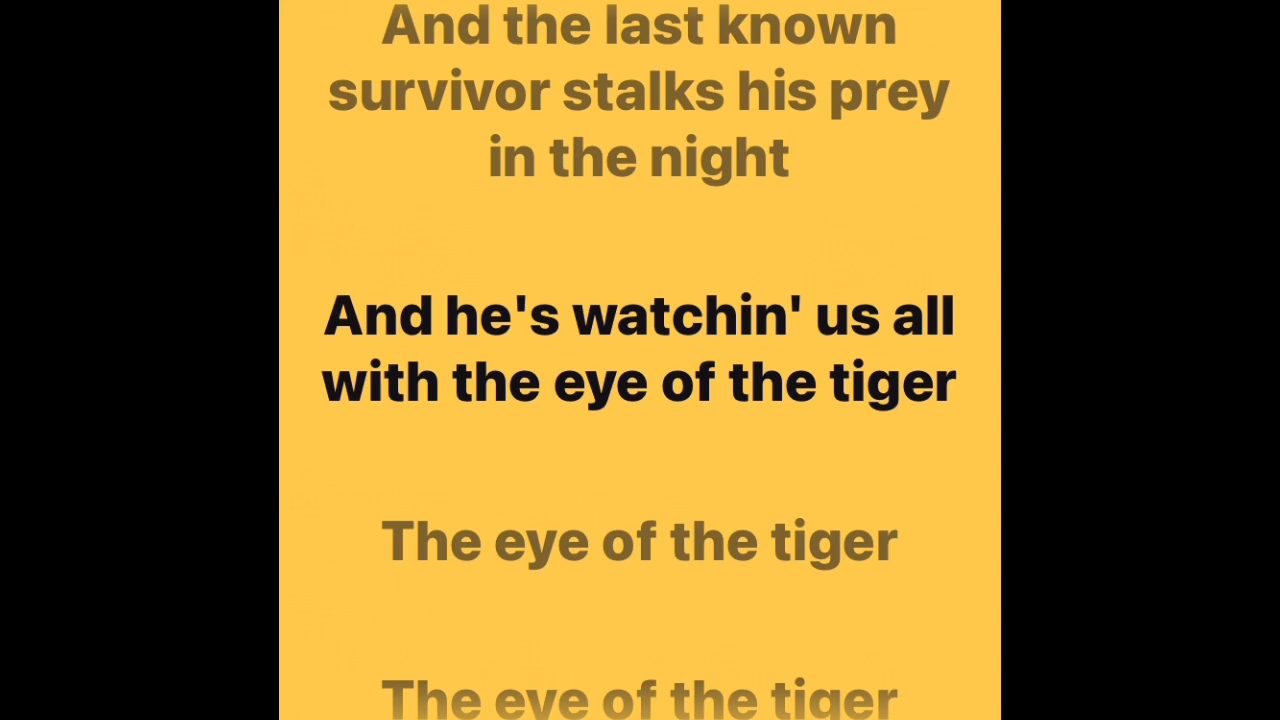 And the last known
survivor stalks his prey
in the night
And he's watchin' us all
with the eye of the tiger
The eye of the tiger
The eye of the tiger